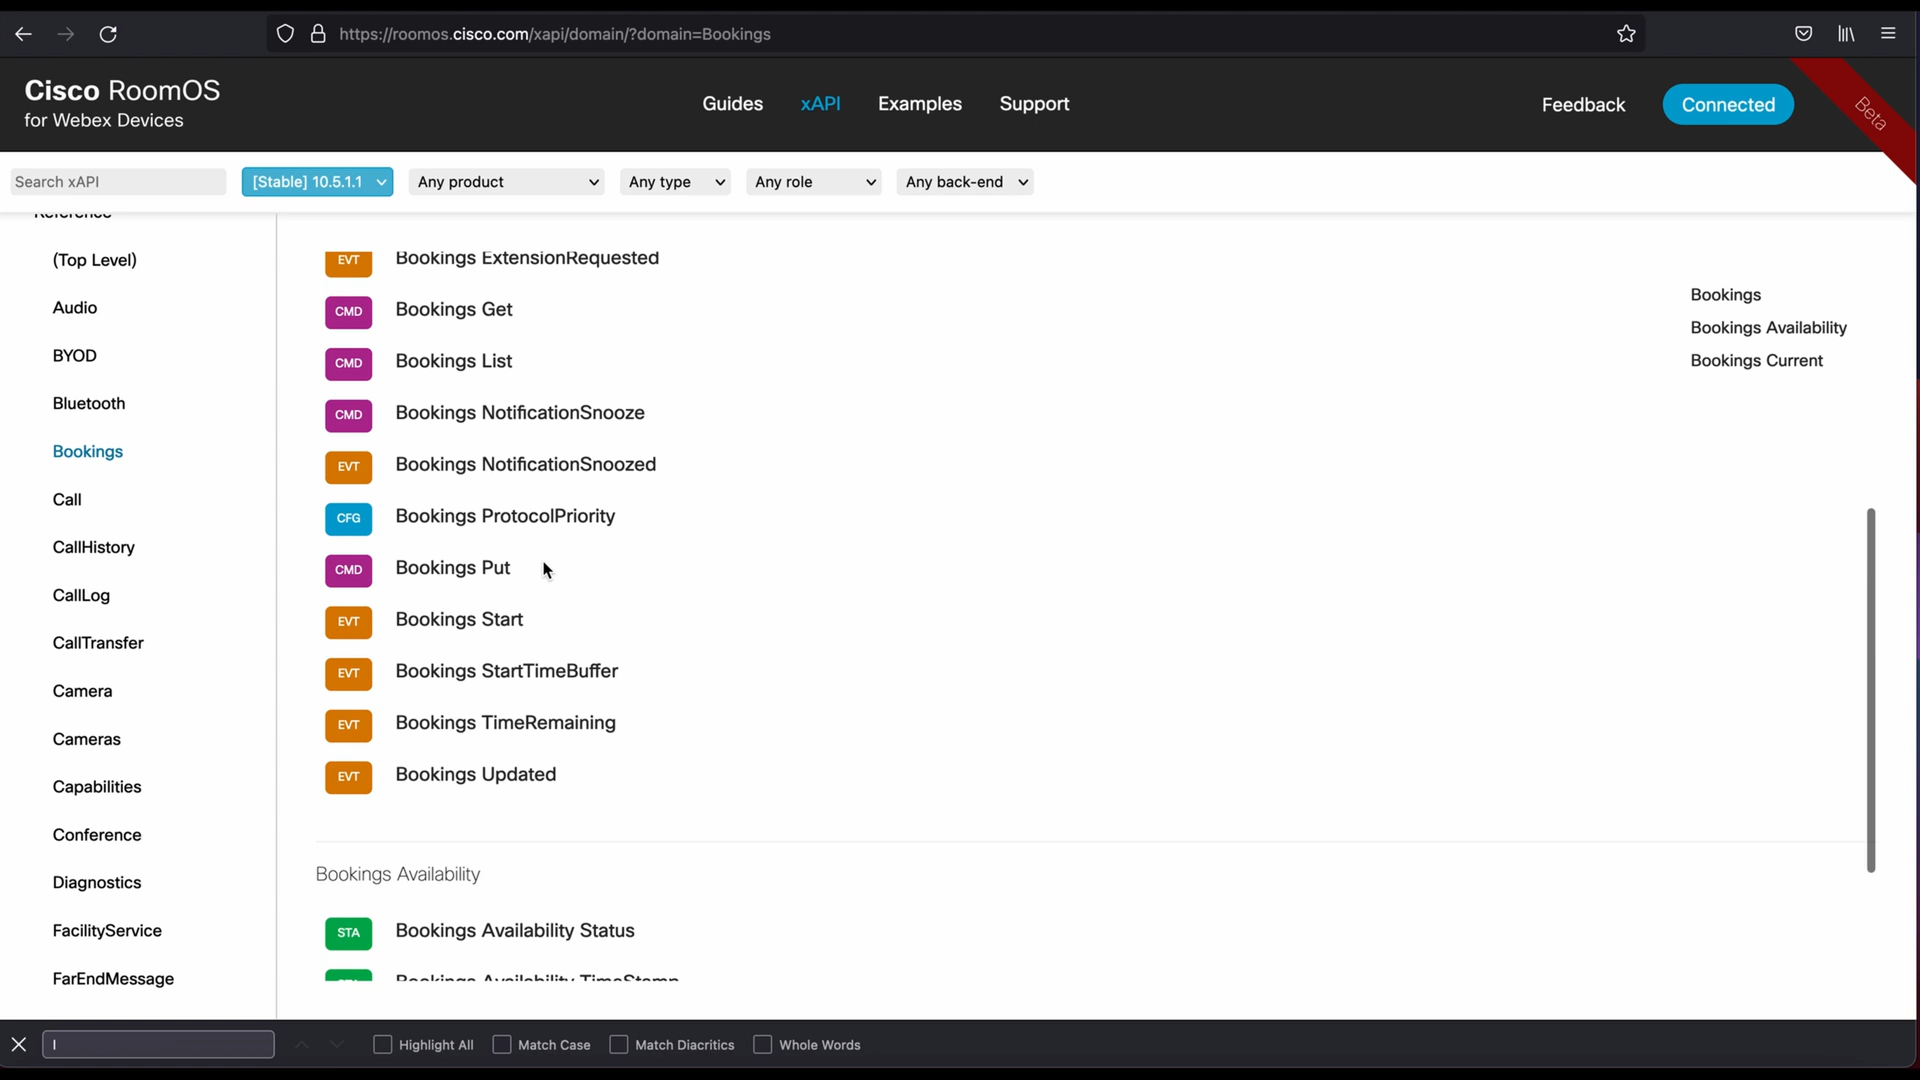 https://roomos.cisco.com/xapi/domain/?domain=Bookings
Cisco RoomOS
for Webex Devices
Guides
xAPI
Examples
Support
Feedback
Connected
Beta
Search xAPI
[Stable] 10.5.1.1
Any product
Any type
Any role
Any back-end
Reference
(Top Level)
Audio
BYOD
Bluetooth
Bookings
Call
CallHistory
CallLog
CallTransfer
Camera
Cameras
Capabilities
Conference
Diagnostics
FacilityService
FarEndMessage
EVT Bookings ExtensionRequested
CMD Bookings Get
CMD Bookings List
CMD Bookings NotificationSnooze
EVT Bookings NotificationSnoozed
CFG Bookings ProtocolPriority
CMD Bookings Put
EVT Bookings Start
EVT Bookings StartTimeBuffer
EVT Bookings TimeRemaining
EVT Bookings Updated
Bookings Availability
STA Bookings Availability Status
Bookings Availability TimeStamp
Bookings
Bookings Availability
Bookings Current
Highlight All
Match Case
Match Diacritics
Whole Words